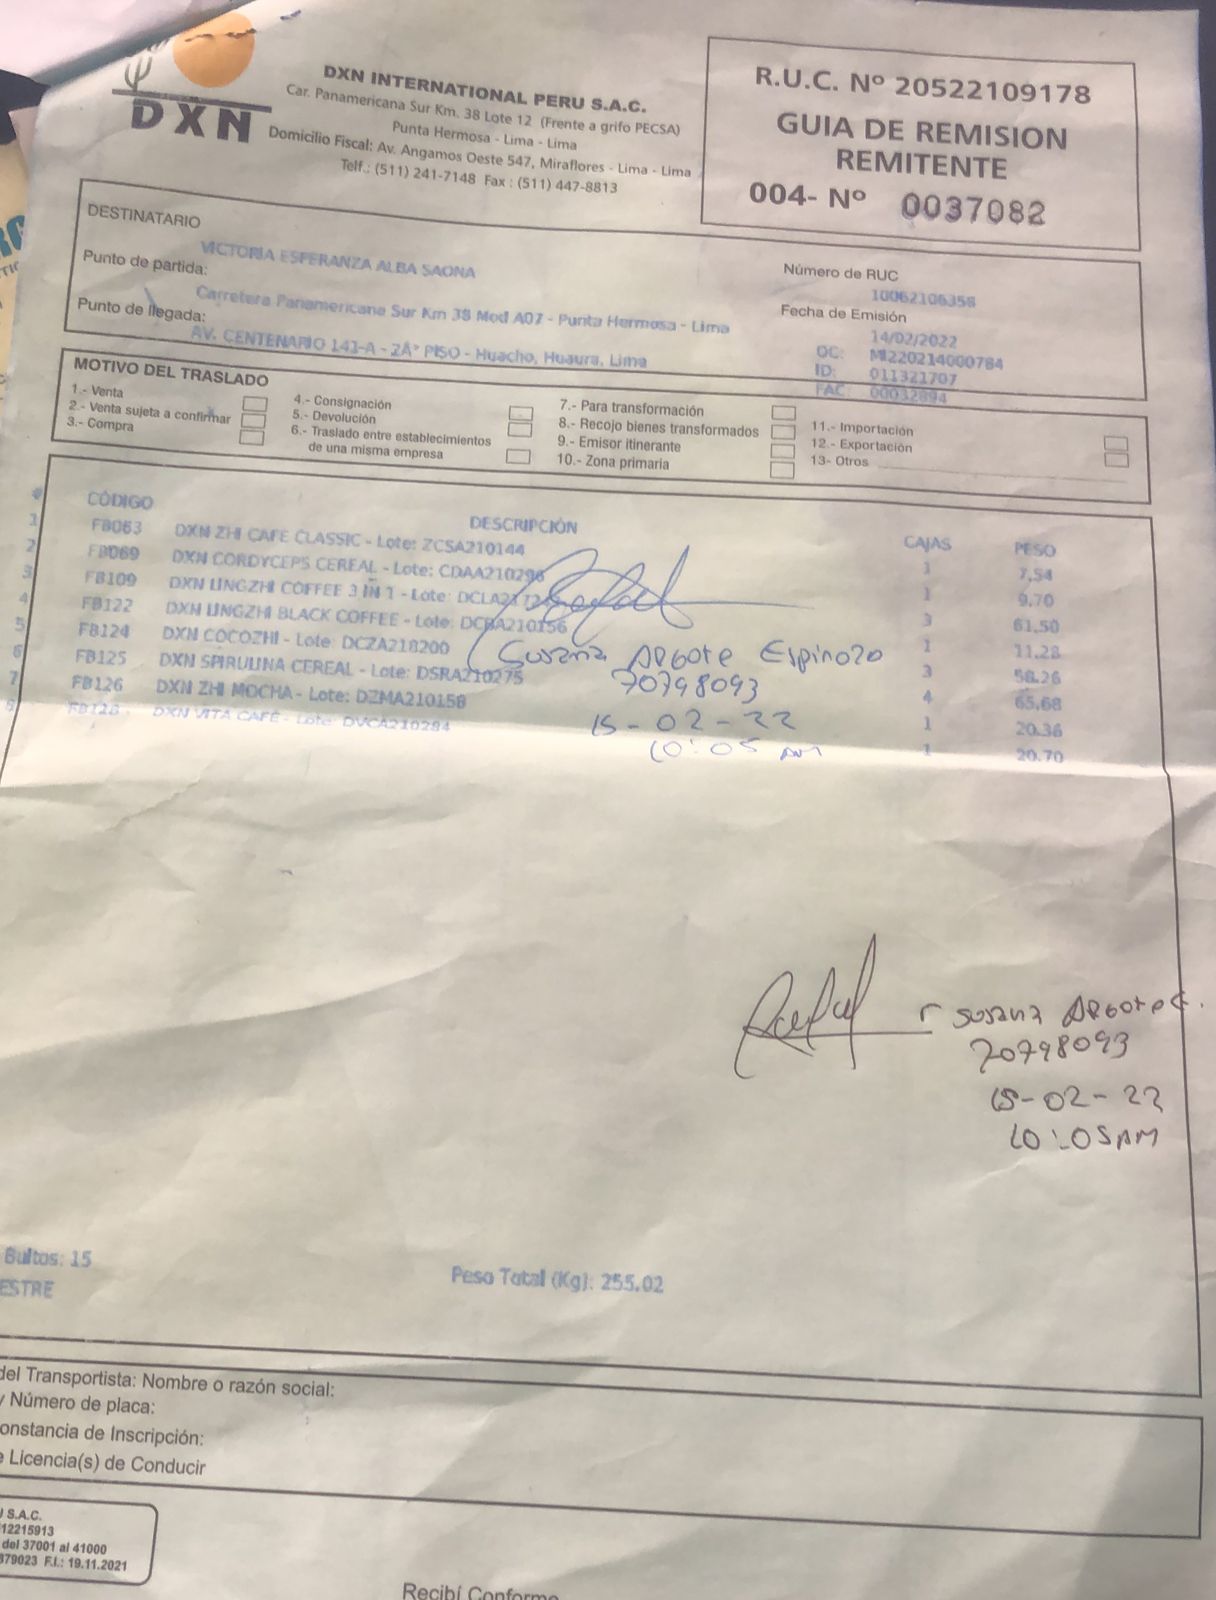 DXN
DXN INTERNATIONAL PERU S.A.C.
Car. Panamericana Sur Km. 38 Lote 12 (Frente a grifo PECSA)
Punta Hermosa - Lima - Lima
Domicilio Fiscal: Av. Angamos Oeste 547, Miraflores - Lima - Lima
Telf.: (511) 241-7148 Fax : (511) 447-8813
R.U.C. Nº 20522109178
GUIA DE REMISION
REMITENTE
004- Nº 0037082
DESTINATARIO
VICTORIA ESPERANZA ALBA SAONA
Punto de partida:
Carretera Panamericana Sur Km 38 Mod A07 - Punta Hermosa - Lima
Punto de llegada:
AV. CENTENARIO 141-A - 2Aº PISO - Huacho, Huaura, Lima
Número de RUC
10062106358
Fecha de Emisión
14/02/2022
OC: MI220214000784
ID: 011321707
FAC: 00032894
MOTIVO DEL TRASLADO
1.- Venta
2.- Venta sujeta a confirmar
3.- Compra
4.- Consignación
5.- Devolución
6.- Traslado entre establecimientos
de una misma empresa
7.- Para transformación
8.- Recojo bienes transformados
9.- Emisor itinerante
10.- Zona primaria
11.- Importación
12.- Exportación
13- Otros
# CÓDIGO DESCRIPCIÓN CAJAS PESO
1 FB063 DXN ZHI CAFE CLASSIC - Lote: ZCSA210144 1 7,54
2 FB069 DXN CORDYCEPS CEREAL - Lote: CDAA210296 1 9.70
3 FB109 DXN LINGZHI COFFEE 3 IN 1 - Lote: 3 61,50
4 FB122 DXN LINGZHI BLACK COFFEE - Lote: DCBA210156 1 11.28
5 FB124 DXN COCOZHI - Lote: DCZA218200 3 58.26
6 FB125 DXN SPIRULINA CEREAL - Lote: DSRA210275 4 65,68
7 FB126 DXN ZHI MOCHA - Lote: DZMA210158 1 20.36
8 FB128 DXN VITA CAFÉ - Lote: DVCA210284 1 20.70
Susana Argote Espinozo
70798093
15-02-22
10:05 AM
Susana Argote E.
70798093
15-02-22
10:05 AM
Bultos: 15
ESTRE
Peso Total (Kg): 255.02
del Transportista: Nombre o razón social:
y Número de placa:
onstancia de Inscripción:
e Licencia(s) de Conducir
U S.A.C.
12215913
del 37001 al 41000
879023 F.I.: 19.11.2021
Recibí Conforme